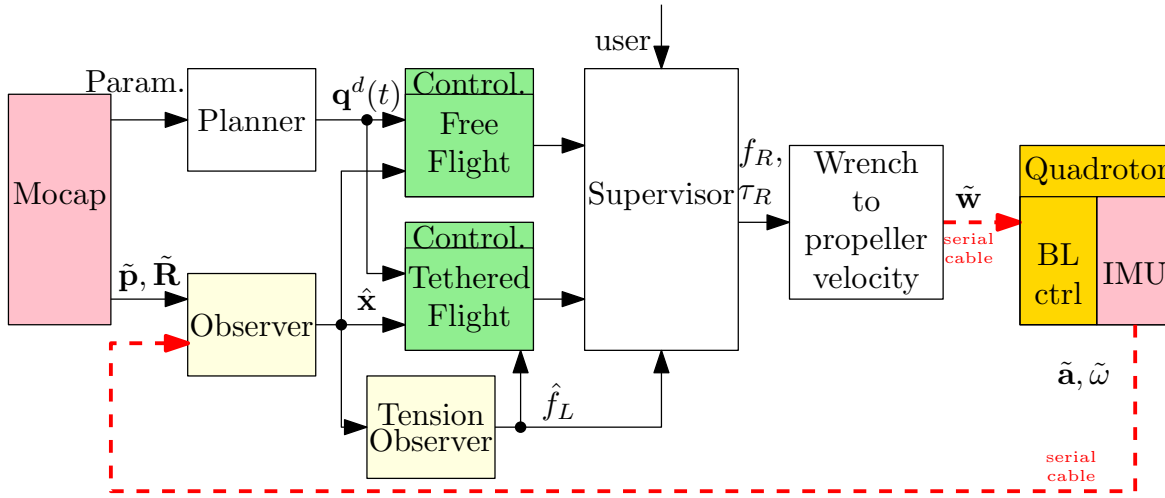 user
Param.
Mocap
Planner
𝐪ᵈ(t)
Control.
Free
Flight
Supervisor
f_R,
τ_R
Wrench
to
propeller
velocity
w̃
serial
cable
Quadrotor
BL
ctrl
IMU
p̃, R̃
Observer
x̂
Control.
Tethered
Flight
Tension
Observer
f̂_L
ã, ω̃
serial
cable